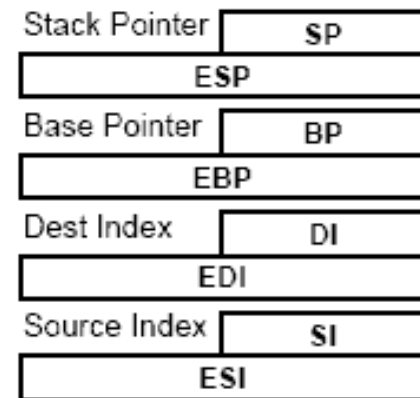 Stack Pointer SP
ESP
Base Pointer BP
EBP
Dest Index DI
EDI
Source Index SI
ESI